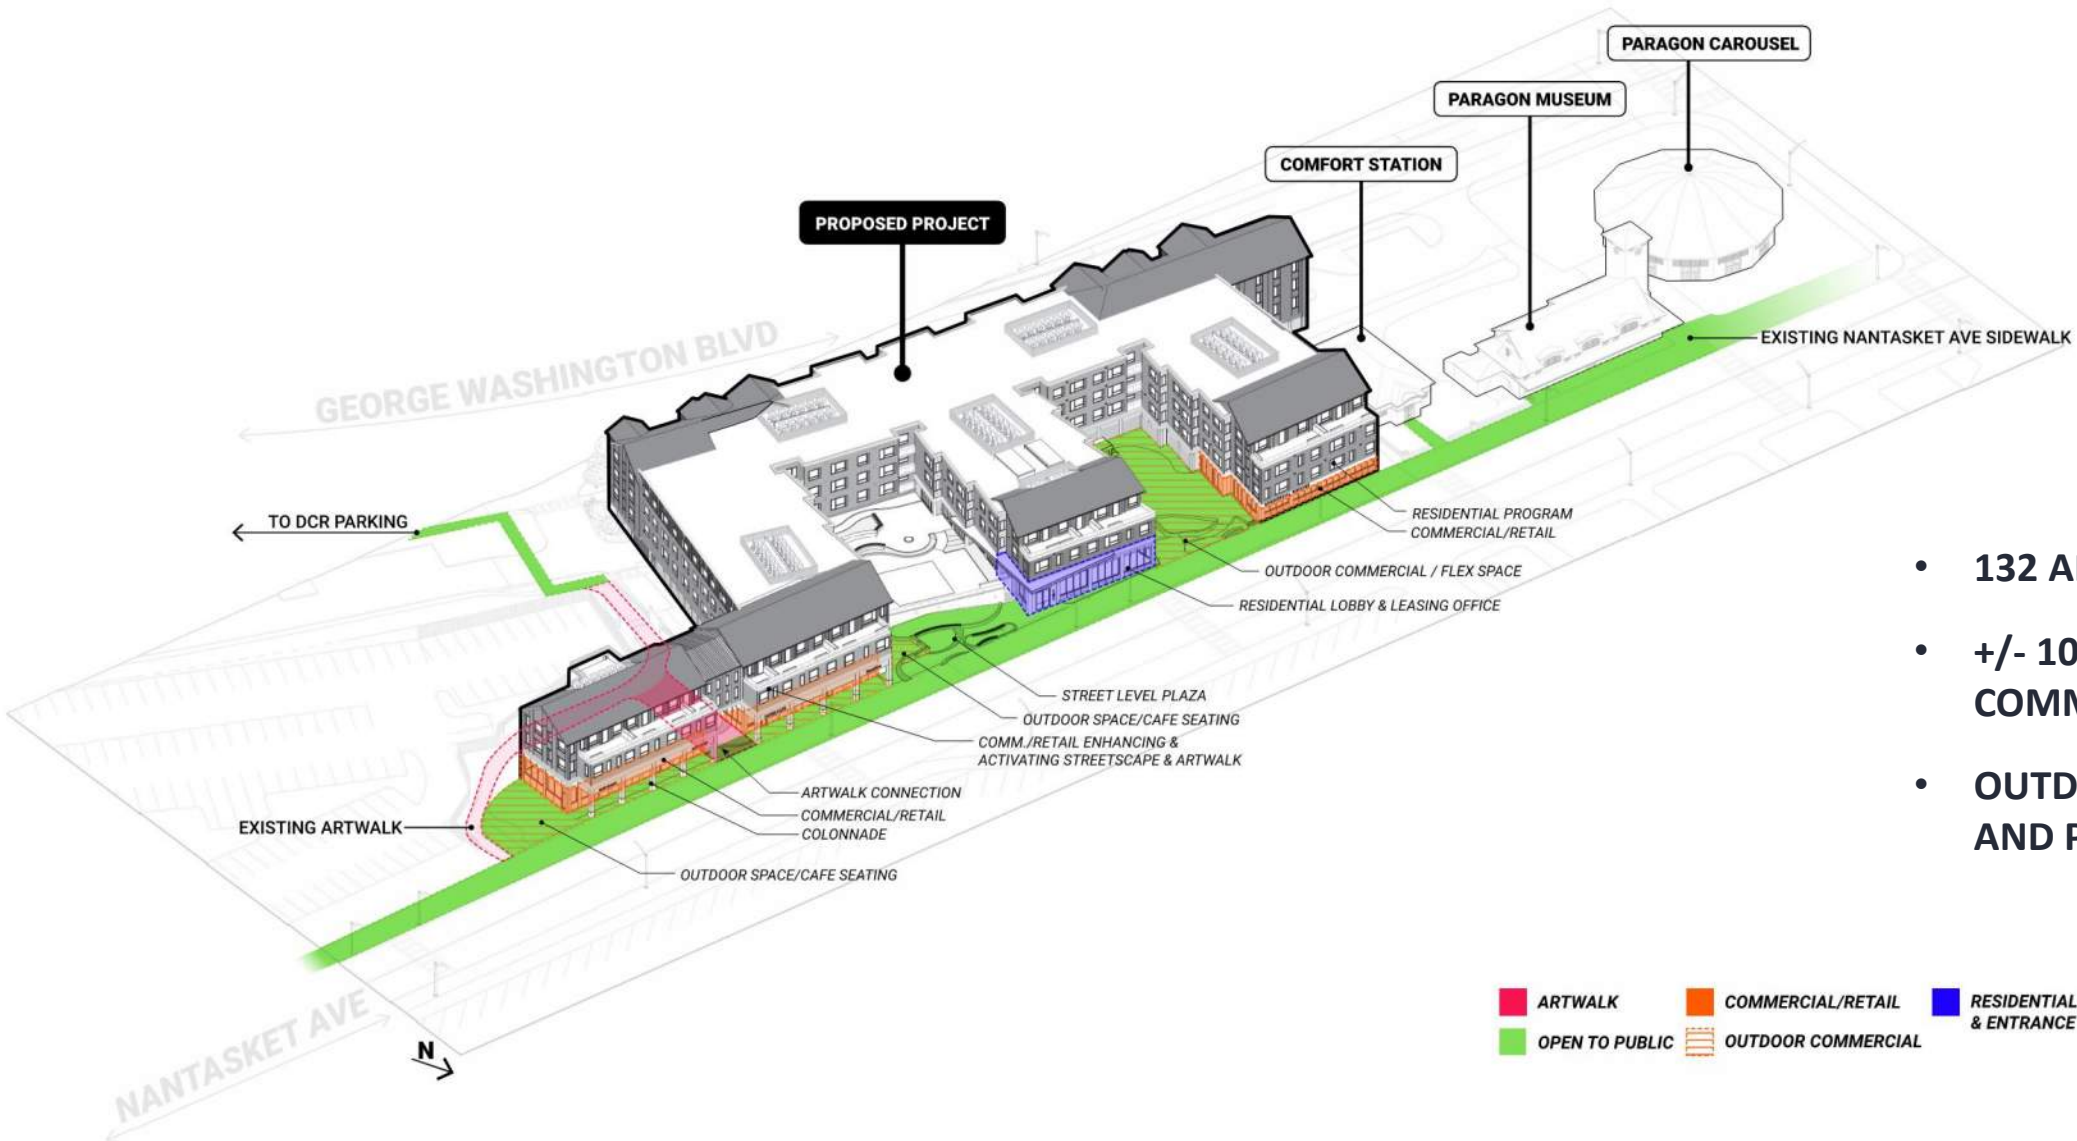 PARAGON CAROUSEL
PARAGON MUSEUM
COMFORT STATION
PROPOSED PROJECT
GEORGE WASHINGTON BLVD
EXISTING NANTASKET AVE SIDEWALK
TO DCR PARKING
RESIDENTIAL PROGRAM
COMMERCIAL/RETAIL
OUTDOOR COMMERCIAL / FLEX SPACE
RESIDENTIAL LOBBY & LEASING OFFICE
STREET LEVEL PLAZA
OUTDOOR SPACE/CAFE SEATING
COMM./RETAIL ENHANCING &
ACTIVATING STREETSCAPE & ARTWALK
ARTWALK CONNECTION
COMMERCIAL/RETAIL
COLONNADE
EXISTING ARTWALK
OUTDOOR SPACE/CAFE SEATING
NANTASKET AVE
N
• 132
• +/- 10
• 
ARTWALK
COMMERCIAL/RETAIL
RESIDENTIAL
& ENTRANCE
OPEN TO PUBLIC
OUTDOOR COMMERCIAL
AND